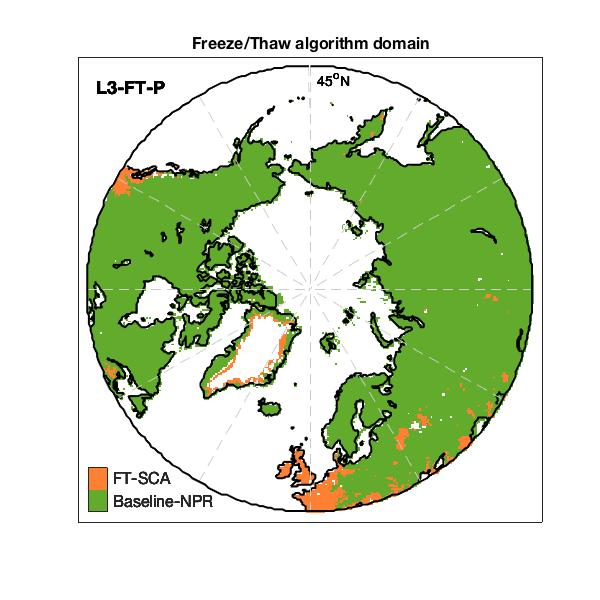 Freeze/Thaw algorithm domain
L3-FT-P
45°N
FT-SCA
Baseline-NPR